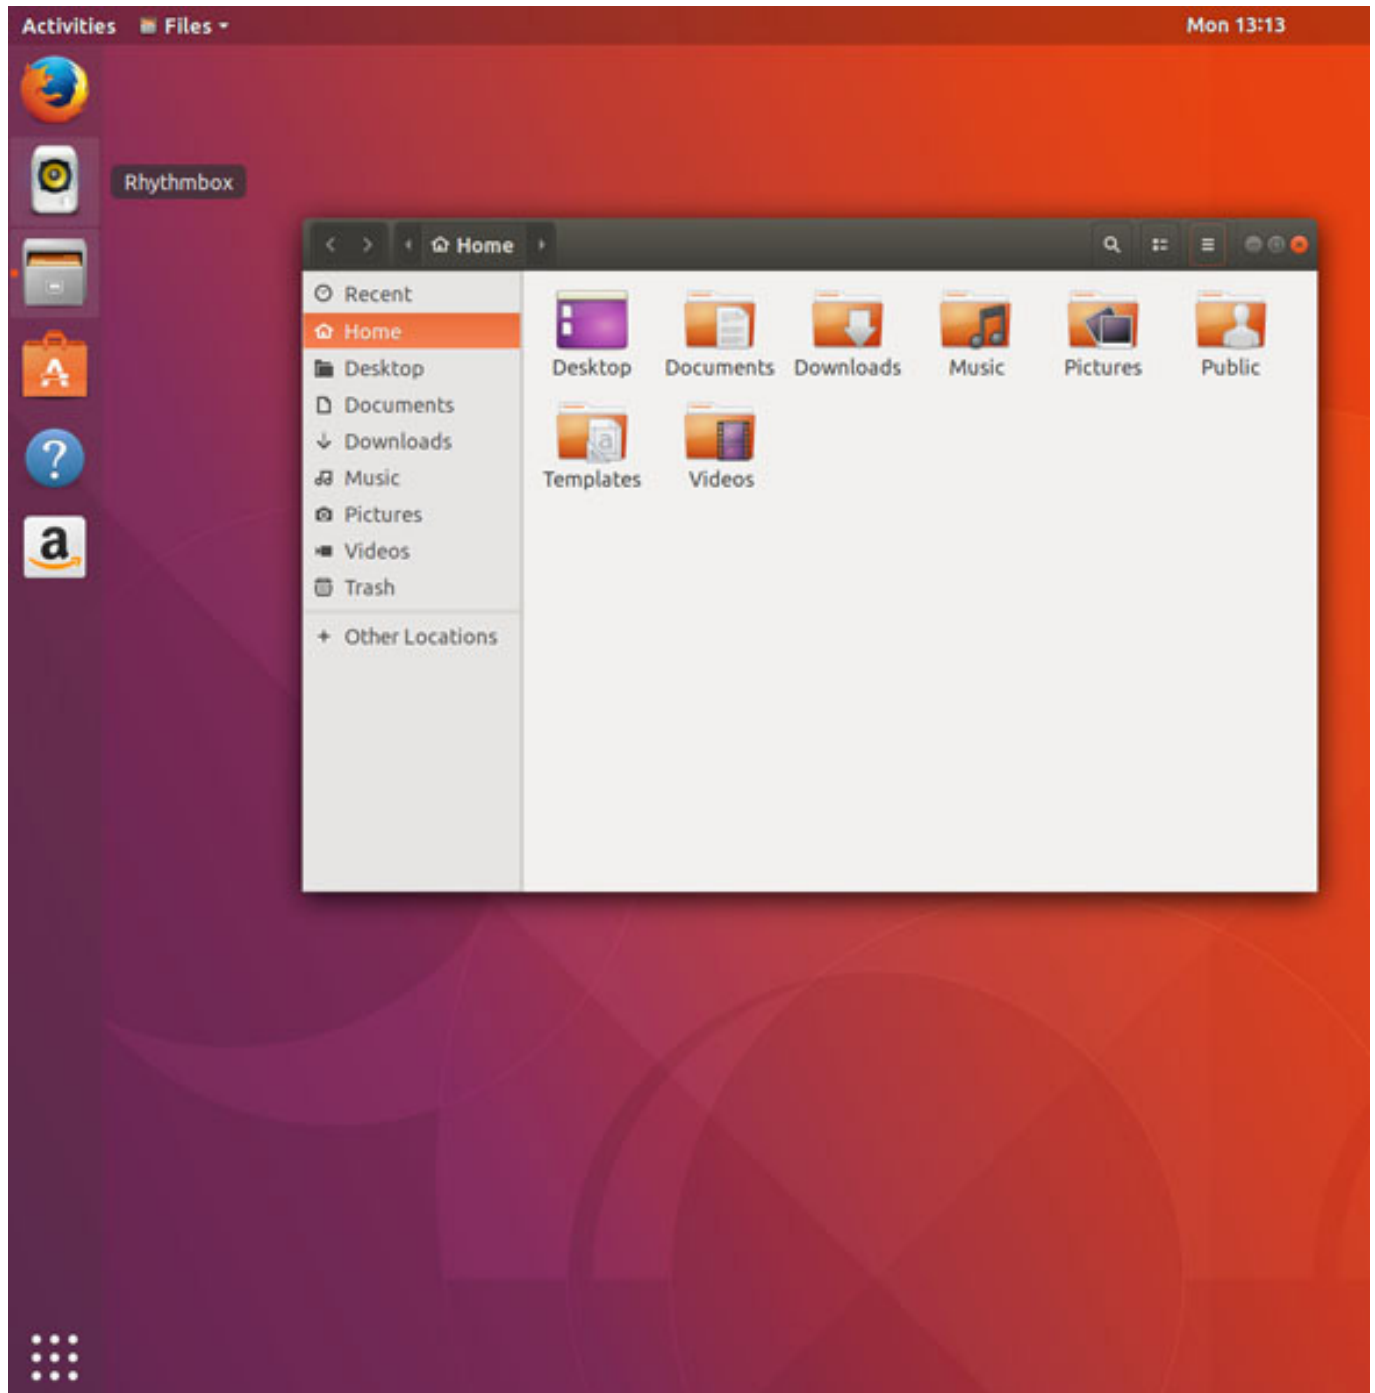 Activities Files Mon 13:13
Rhythmbox
Home
Recent
Home
Desktop
Documents
Downloads
Music
Pictures
Videos
Trash
Other Locations
Desktop Documents Downloads Music Pictures Public
Templates Videos
a